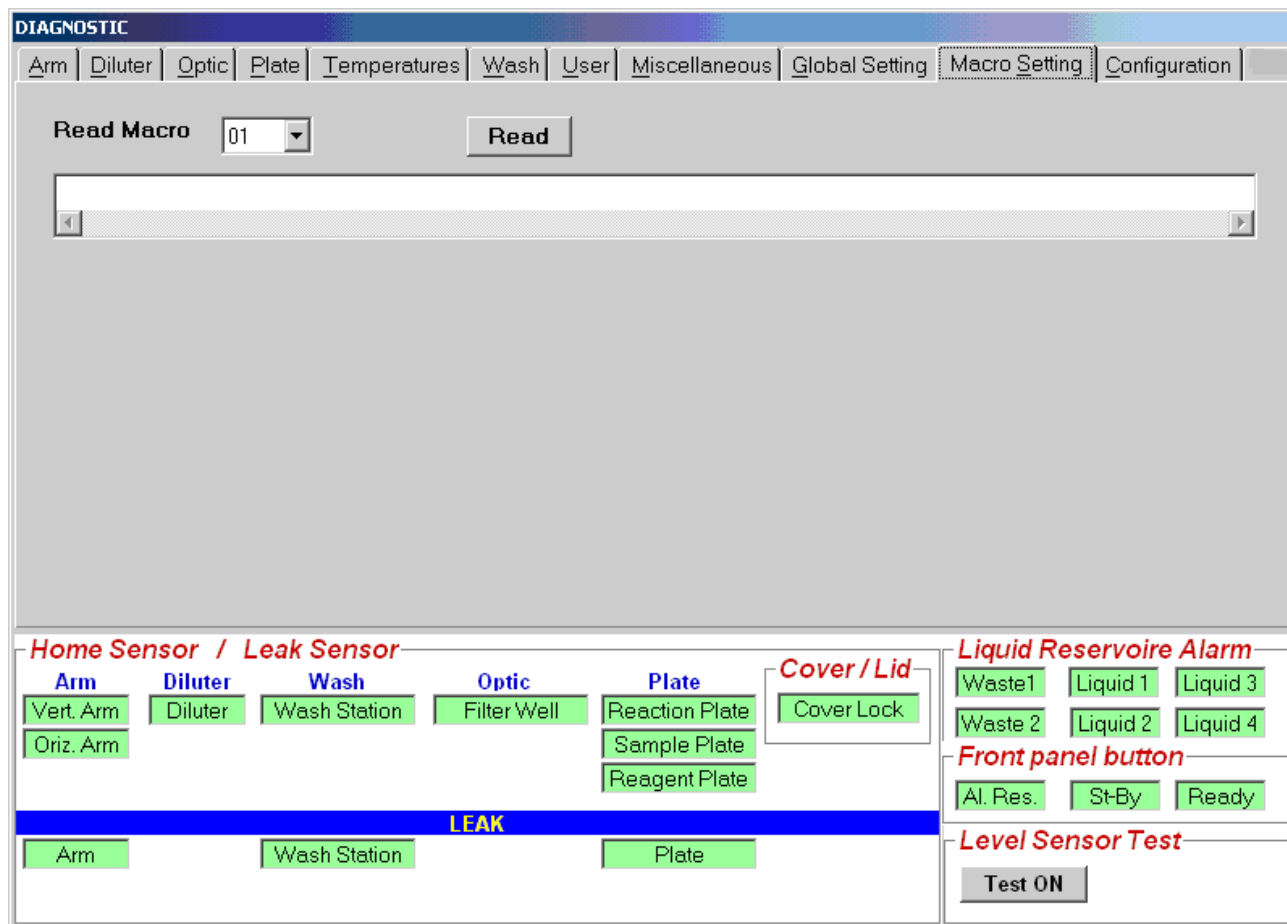 DIAGNOSTIC
Arm Diluter Optic Plate Temperatures Wash User Miscellaneous Global Setting Macro Setting Configuration
Read Macro 01 Read
Home Sensor / Leak Sensor
Arm Diluter Wash Optic Plate
Vert. Arm Diluter Wash Station Filter Well Reaction Plate
Oriz. Arm Sample Plate
Reagent Plate
Cover / Lid
Cover Lock
LEAK
Arm Wash Station Plate
Liquid Reservoire Alarm
Waste1 Liquid 1 Liquid 3
Waste 2 Liquid 2 Liquid 4
Front panel button
Al. Res. St-By Ready
Level Sensor Test
Test ON